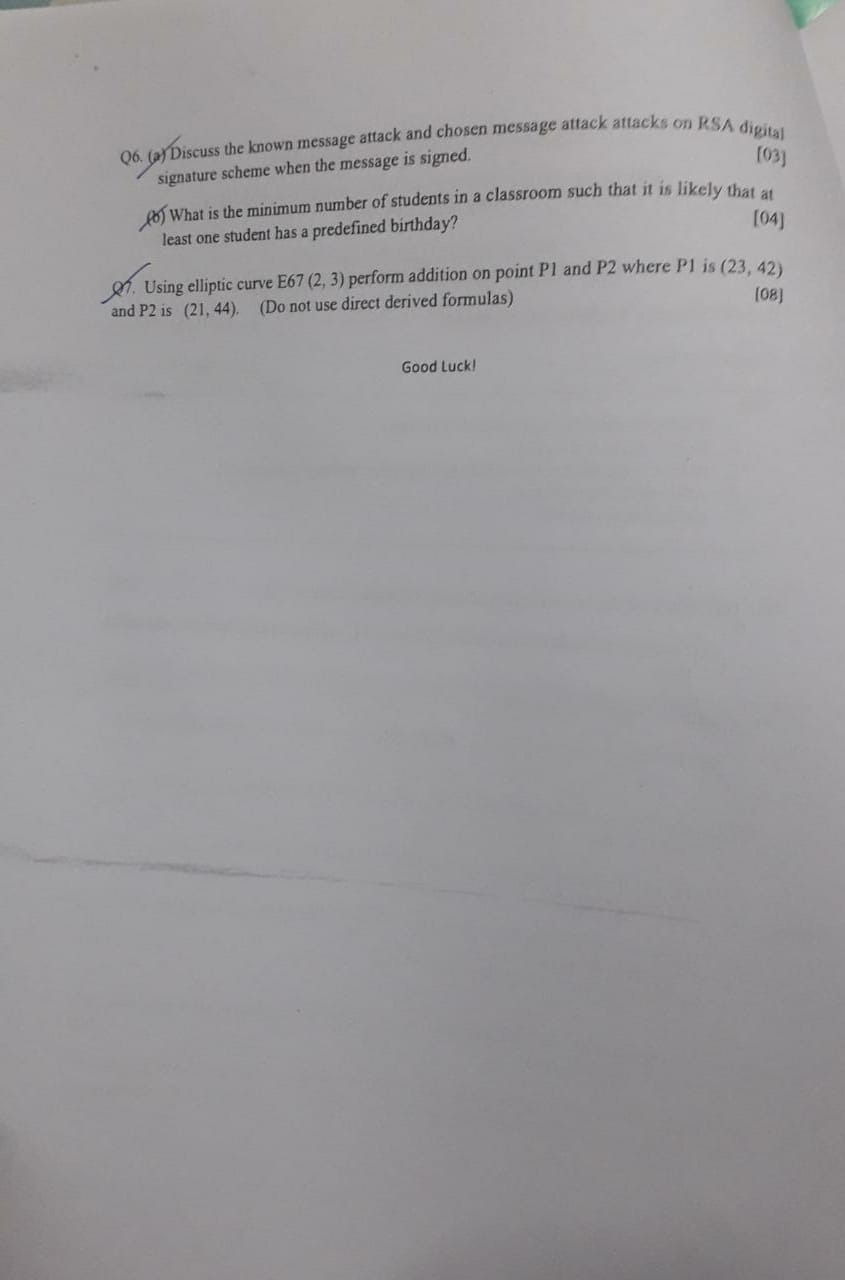 Q6. (a) Discuss the known message attack and chosen message attack attacks on RSA digital
signature scheme when the message is signed. [03]
(b) What is the minimum number of students in a classroom such that it is likely that at
least one student has a predefined birthday? [04]
Q7. Using elliptic curve E67 (2, 3) perform addition on point P1 and P2 where P1 is (23, 42)
and P2 is (21, 44). (Do not use direct derived formulas) [08]
Good Luck!